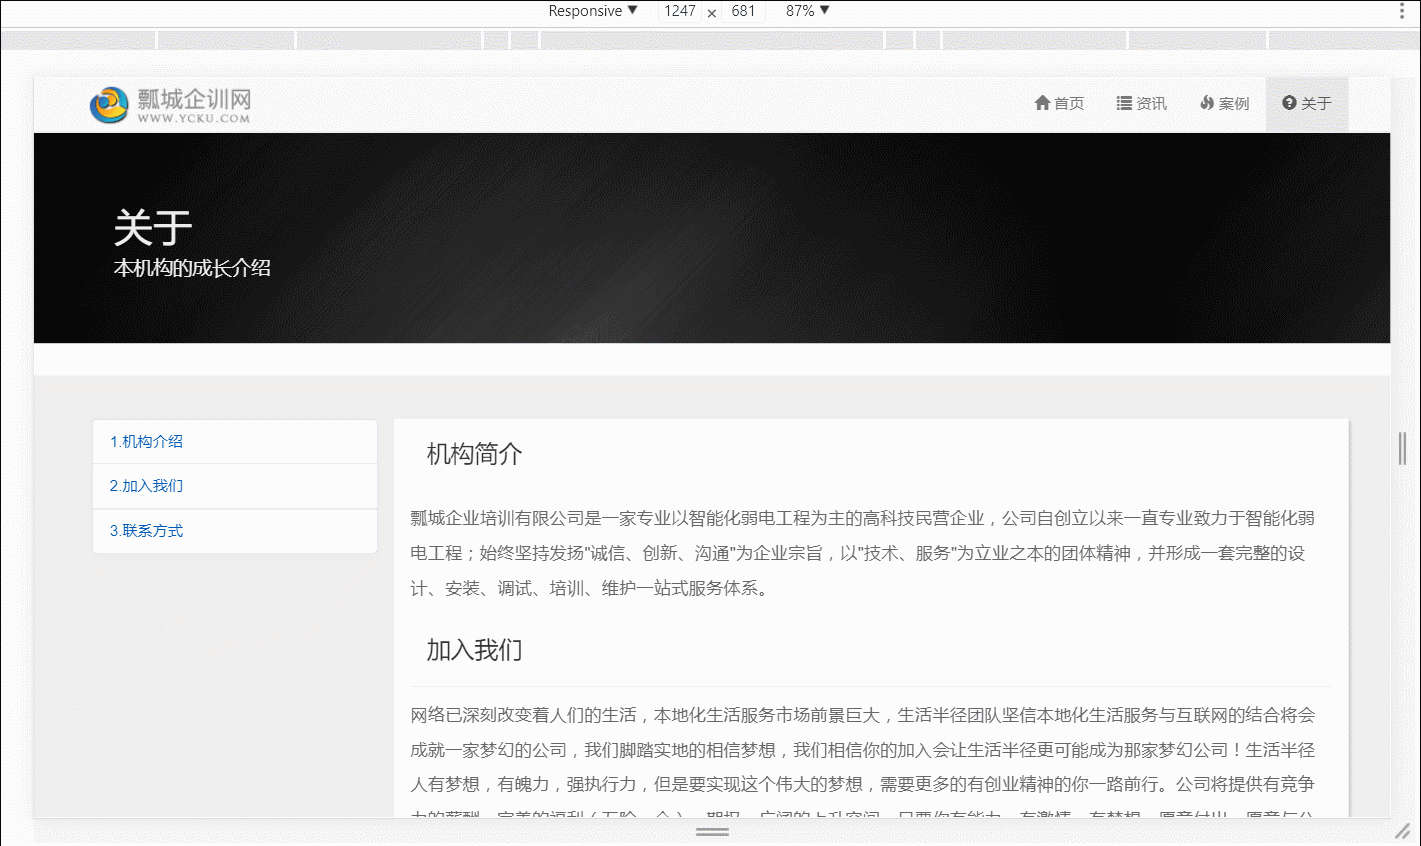 Responsive ▼ 1247 × 681 87% ▼
瓢城企训网
WWW.YCKU.COM
首页 资讯 案例 关于
关于
本机构的成长介绍
1.机构介绍
2.加入我们
3.联系方式
机构简介
瓢城企业培训有限公司是一家专业以智能化弱电工程为主的高科技民营企业，公司自创立以来一直专业致力于智能化弱
电工程；始终坚持发扬"诚信、创新、沟通"为企业宗旨，以"技术、服务"为立业之本的团体精神，并形成一套完整的设
计、安装、调试、培训、维护一站式服务体系。
加入我们
网络已深刻改变着人们的生活，本地化生活服务市场前景巨大，生活半径团队坚信本地化生活服务与互联网的结合将会
成就一家梦幻的公司，我们脚踏实地的相信梦想，我们相信你的加入会让生活半径更可能成为那家梦幻公司！生活半径
人有梦想，有魄力，强执行力，但是要实现这个伟大的梦想，需要更多的有创业精神的你一路前行。公司将提供有竞争